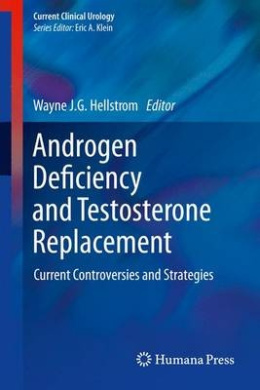 Current Clinical Urology
Series Editor: Eric A. Klein
Wayne J.G. Hellstrom Editor
Androgen
Deficiency
and Testosterone
Replacement
Current Controversies and Strategies
Humana Press